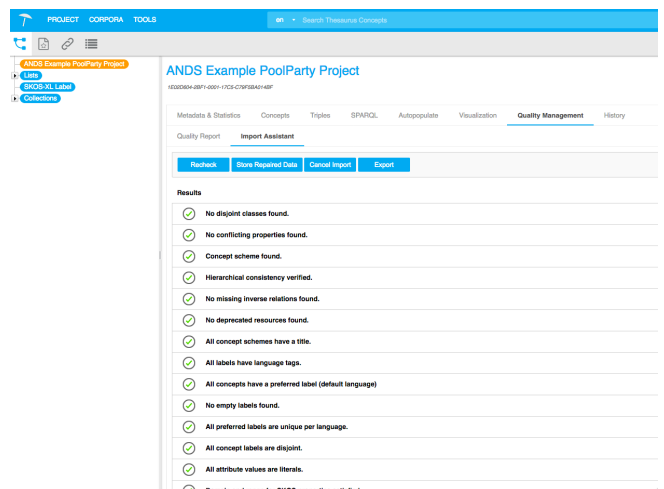 PROJECT CORPORA TOOLS
en Search Thesaurus Concepts
ANDS Example PoolParty Project
Lists
SKOS-XL Label
Collections
ANDS Example PoolParty Project
Metadata & Statistics Concepts Triples SPARQL Autopopulate Visualization Quality Management History
Quality Report Import Assistant
Recheck Store Repaired Data Cancel Import Export
Results
No disjoint classes found.
No conflicting properties found.
Concept scheme found.
Hierarchical consistency verified.
No missing inverse relations found.
No deprecated resources found.
All concept schemes have a title.
All labels have language tags.
All concepts have a preferred label (default language)
No empty labels found.
All preferred labels are unique per language.
All concept labels are disjoint.
All attribute values are literals.